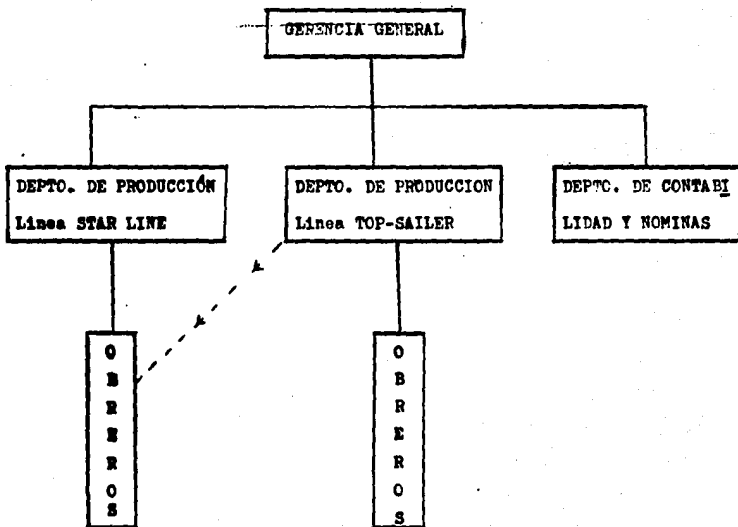 GERENCIA GENERAL
DEPTO. DE PRODUCCIÓN
Linea STAR LINE
DEPTO. DE PRODUCCION
Linea TOP-SAILER
DEPTO. DE CONTABI
LIDAD Y NOMINAS
O
B
R
E
R
O
S
O
B
R
E
R
O
S